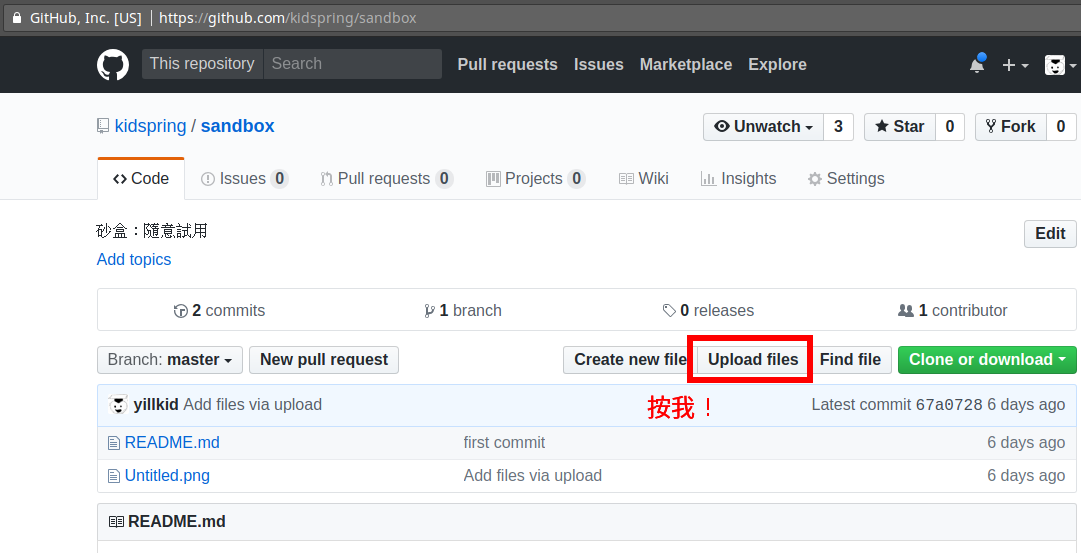 GitHub, Inc. [US] https://github.com/kidspring/sandbox
This repository Search Pull requests Issues Marketplace Explore
kidspring / sandbox Unwatch 3 Star 0 Fork 0
Code Issues 0 Pull requests 0 Projects 0 Wiki Insights Settings
砂盒：隨意試用 Edit
Add topics
2 commits 1 branch 0 releases 1 contributor
Branch: master New pull request Create new file Upload files Find file Clone or download
yillkid Add files via upload 按我！ Latest commit 67a0728 6 days ago
README.md first commit 6 days ago
Untitled.png Add files via upload 6 days ago
README.md